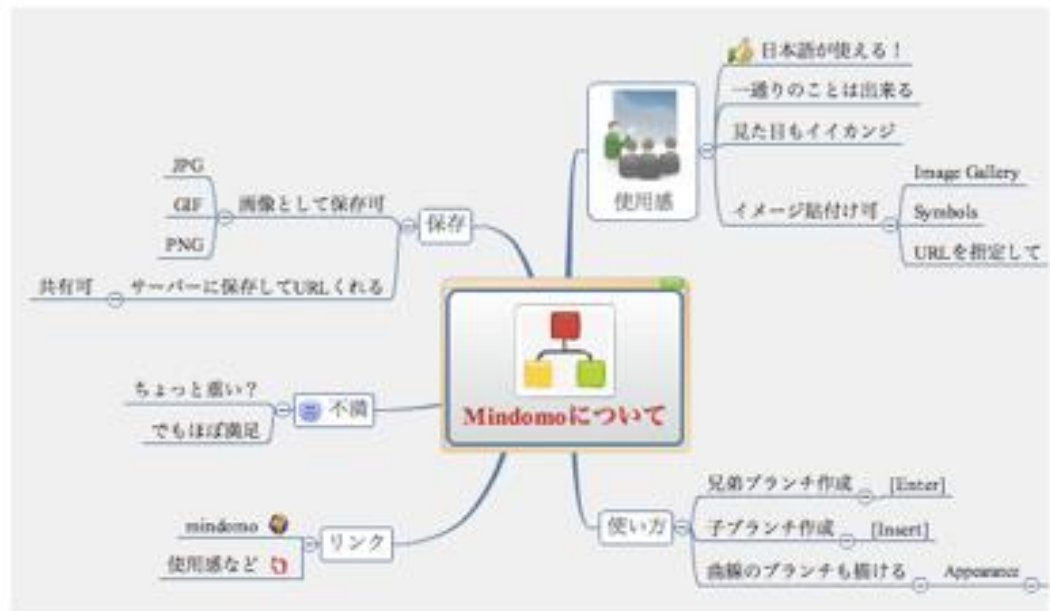 日本語が使える！
一通りのことは出来る
見た目もイイカンジ
使用感
イメージ貼付け可
Image Gallery
Symbols
URLを指定して
JPG
GIF
PNG
画像として保存可
保存
共有可
サーバーに保存してURLくれる
Mindomoについて
ちょっと重い？
でもほぼ満足
不満
mindomo
使用感など
リンク
使い方
兄弟ブランチ作成
[Enter]
子ブランチ作成
[Insert]
曲線のブランチも描ける
Appearance